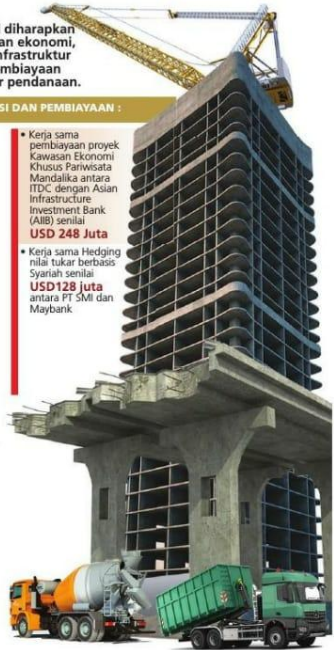 diharapkan
an ekonomi,
nfrastruktur
mbiayaan
r pendanaan.
SI DAN PEMBIAYAAN :
• Kerja sama
pembiayaan proyek
Kawasan Ekonomi
Khusus Pariwisata
Mandalika antara
ITDC dengan Asian
Infrastructure
Investment Bank
(AIIB) senilai
USD 248 Juta
• Kerja sama Hedging
nilai tukar berbasis
Syariah senilai
USD128 juta
antara PT SMI dan
Maybank